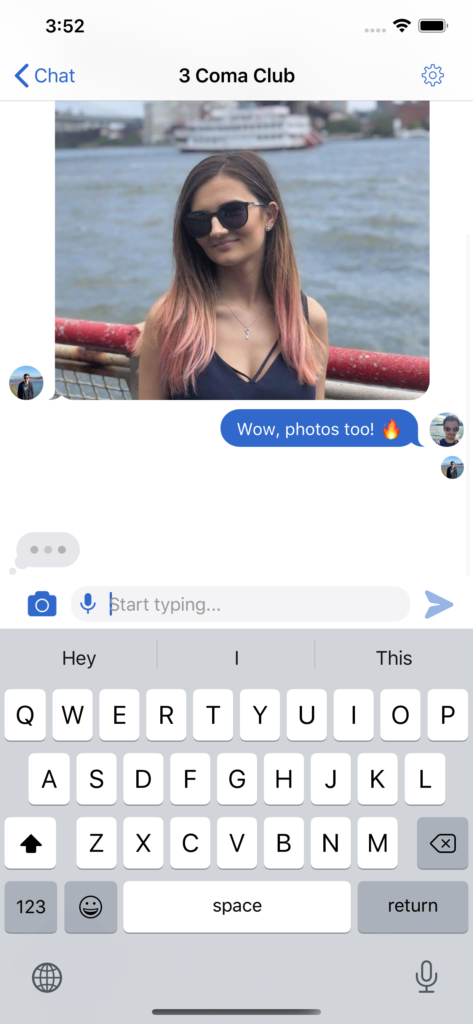 3:52
Chat
3 Coma Club
Wow, photos too! 🔥
Start typing...
Hey I This
Q W E R T Y U I O P
A S D F G H J K L
Z X C V B N M
123 space return